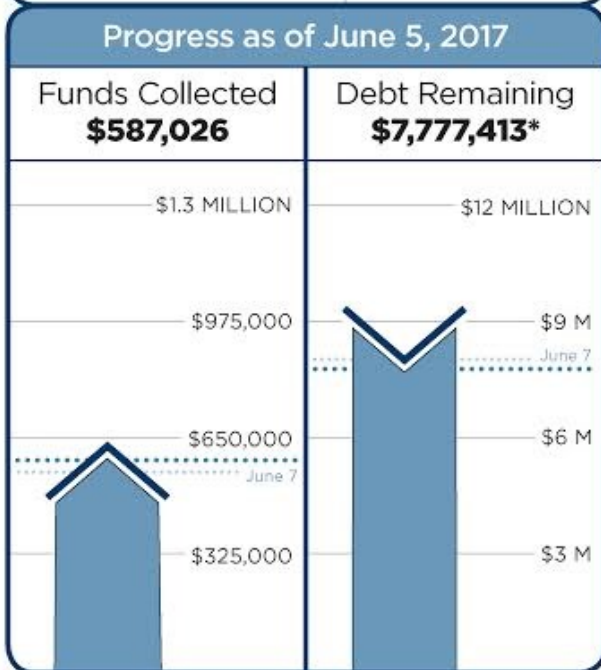 Progress as of June 5, 2017
Funds Collected
$587,026
Debt Remaining
$7,777,413*
$1.3 MILLION
$975,000
$650,000
June 7
$325,000
$12 MILLION
$9 M
June 7
$6 M
$3 M